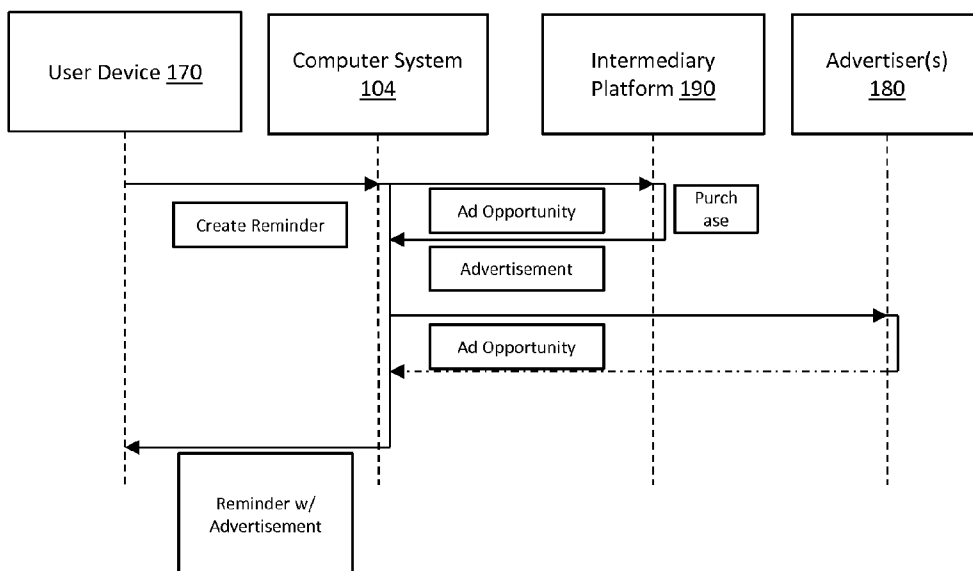 User Device 170
Computer System
104
Intermediary
Platform 190
Advertiser(s)
180
Create Reminder
Ad Opportunity
Purch
ase
Advertisement
Ad Opportunity
Reminder w/
Advertisement